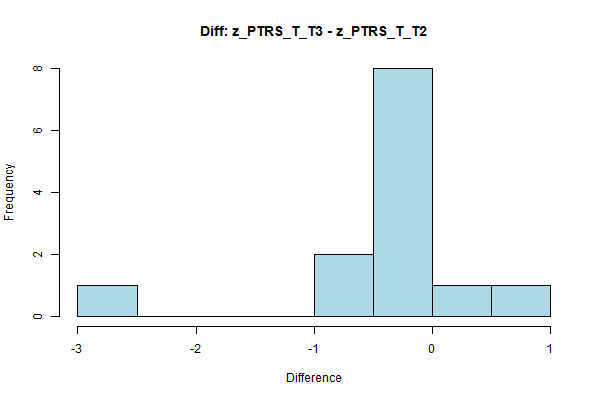 Diff: z_PTRS_T_T3 - z_PTRS_T_T2
Frequency
8
6
4
2
0
-3 -2 -1 0 1
Difference